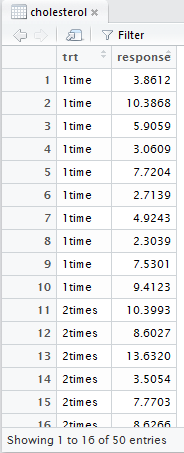 cholesterol ×
Filter
trt response
1 1time 3.8612
2 1time 10.3868
3 1time 5.9059
4 1time 3.0609
5 1time 7.7204
6 1time 2.7139
7 1time 4.9243
8 1time 2.3039
9 1time 7.5301
10 1time 9.4123
11 2times 10.3993
12 2times 8.6027
13 2times 13.6320
14 2times 3.5054
15 2times 7.7703
16 2times 8.6266
Showing 1 to 16 of 50 entries